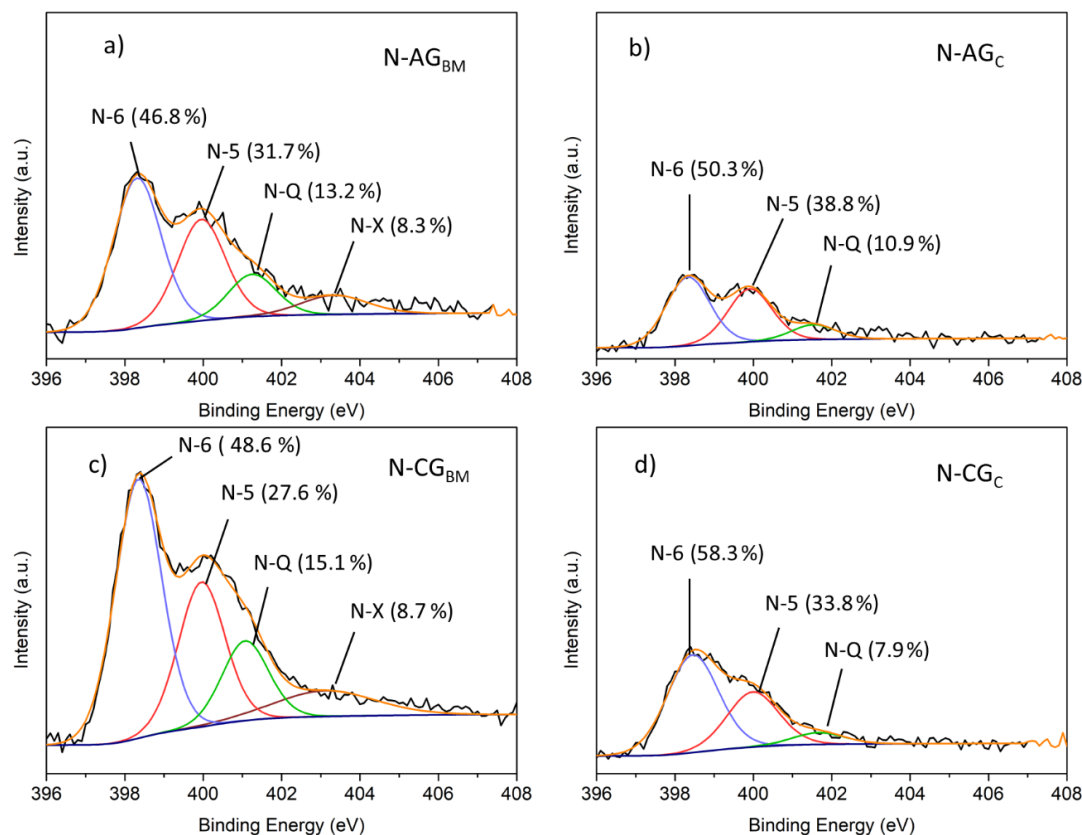 a)
N-AGBM
N-6 (46.8 %)
N-5 (31.7 %)
N-Q (13.2 %)
N-X (8.3 %)
Intensity (a.u.)
396 398 400 402 404 406 408
Binding Energy (eV)
b)
N-AGC
N-6 (50.3 %)
N-5 (38.8 %)
N-Q (10.9 %)
Intensity (a.u.)
396 398 400 402 404 406 408
Binding Energy (eV)
c)
N-CGBM
N-6 ( 48.6 %)
N-5 (27.6 %)
N-Q (15.1 %)
N-X (8.7 %)
Intensity (a.u.)
396 398 400 402 404 406 408
Binding Energy (eV)
d)
N-CGC
N-6 (58.3 %)
N-5 (33.8 %)
N-Q (7.9 %)
Intensity (a.u.)
396 398 400 402 404 406 408
Binding Energy (eV)